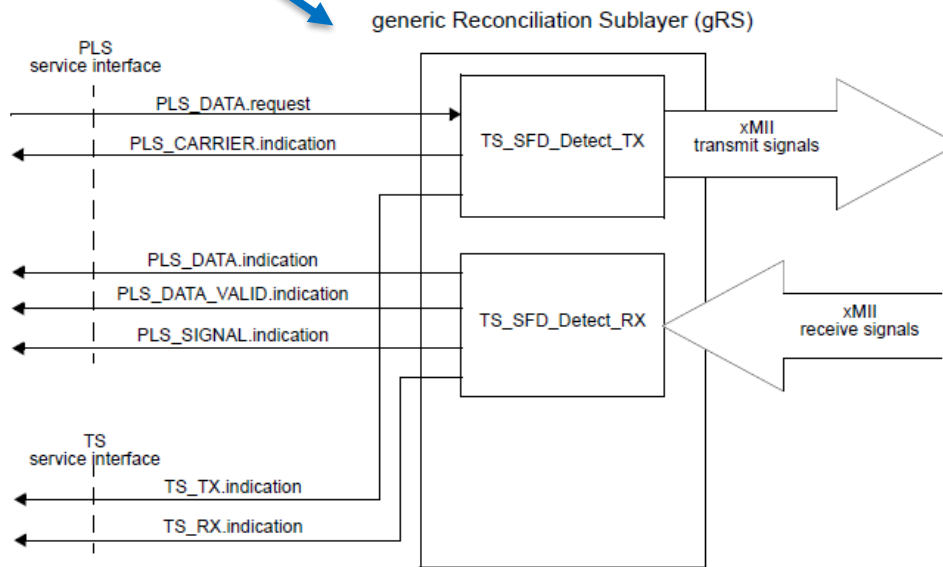 generic Reconciliation Sublayer (gRS)
PLS
service interface
PLS_DATA.request
PLS_CARRIER.indication
TS_SFD_Detect_TX
xMII
transmit signals
PLS_DATA.indication
PLS_DATA_VALID.indication
PLS_SIGNAL.indication
TS_SFD_Detect_RX
xMII
receive signals
TS
service interface
TS_TX.indication
TS_RX.indication